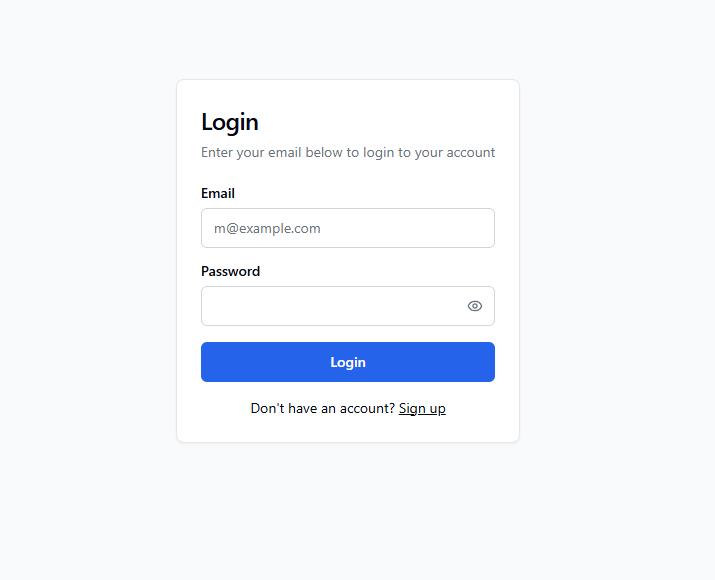 Login
Enter your email below to login to your account
Email
m@example.com
Password
Login
Don't have an account? Sign up